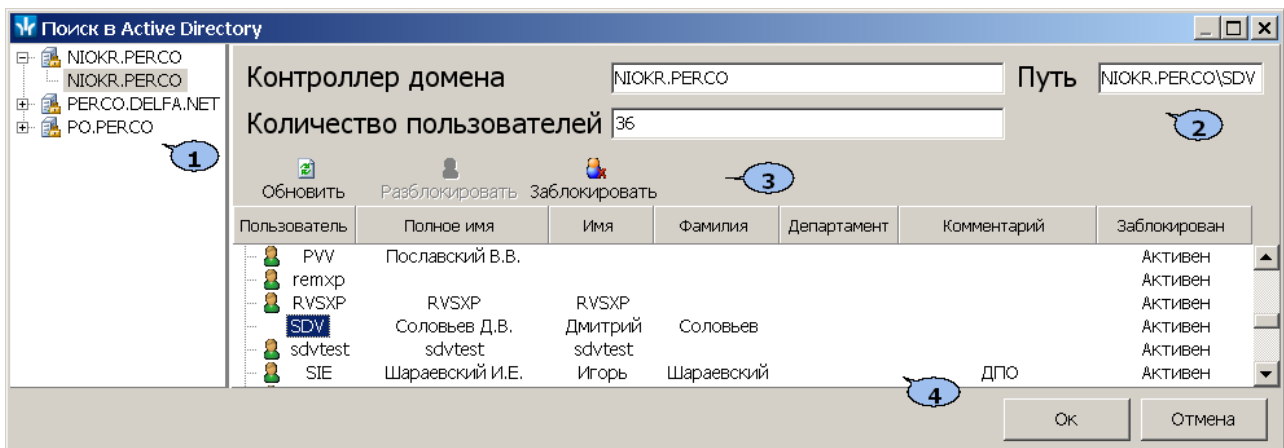 Поиск в Active Directory
NIOKR.PERCO
NIOKR.PERCO
PERCO.DELFA.NET
PO.PERCO
1
Контроллер домена NIOKR.PERCO Путь NIOKR.PERCO\SDV
Количество пользователей 36
2
Обновить Разблокировать Заблокировать
3
Пользователь Полное имя Имя Фамилия Департамент Комментарий Заблокирован
PVV Пославский В.В. Активен
remxp Активен
RVSXP RVSXP RVSXP Активен
SDV Соловьев Д.В. Дмитрий Соловьев Активен
sdvtest sdvtest sdvtest Активен
SIE Шараевский И.Е. Игорь Шараевский ДПО Активен
4
Ок Отмена